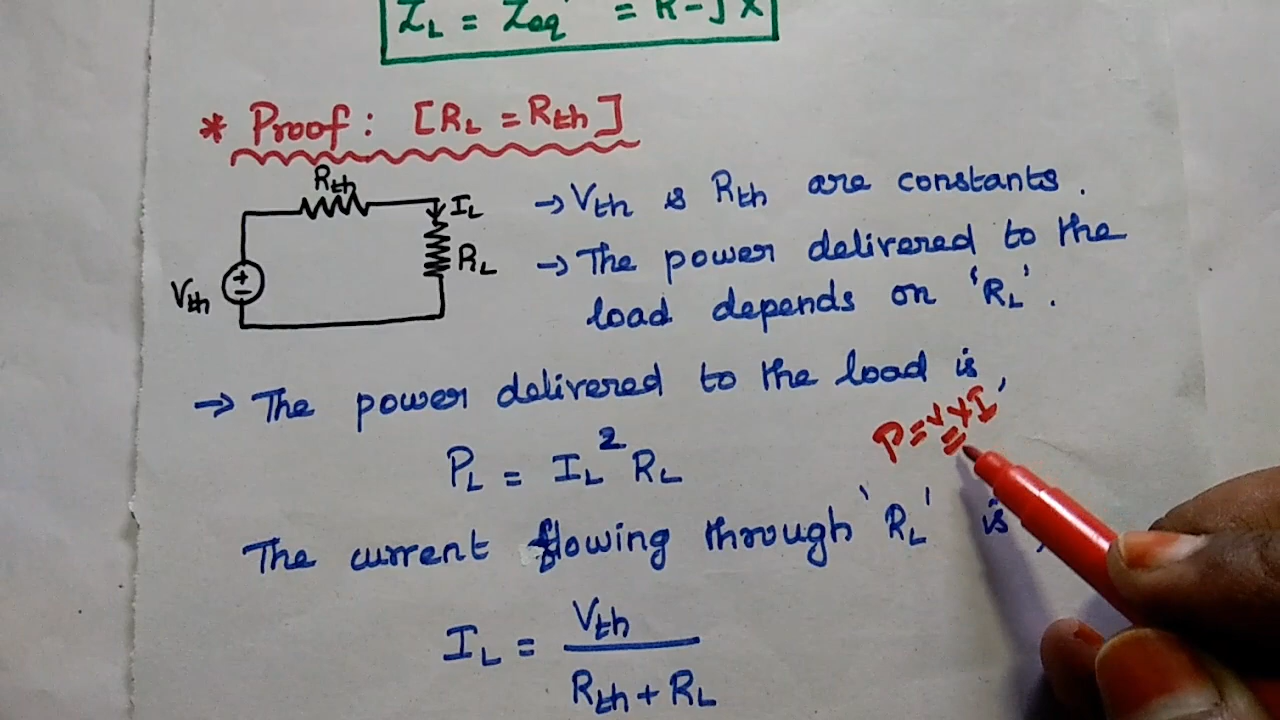 Z_L = Z_eq* = R - jX
* Proof : [R_L = R_th]
R_th
I_L
R_L
V_th
+
-
→ V_th & R_th are constants.
→ The power delivered to the
load depends on 'R_L'.
→ The power delivered to the load is,
P = V × I
P_L = I_L² R_L
The current flowing through 'R_L' is,
I_L = V_th / (R_th + R_L)